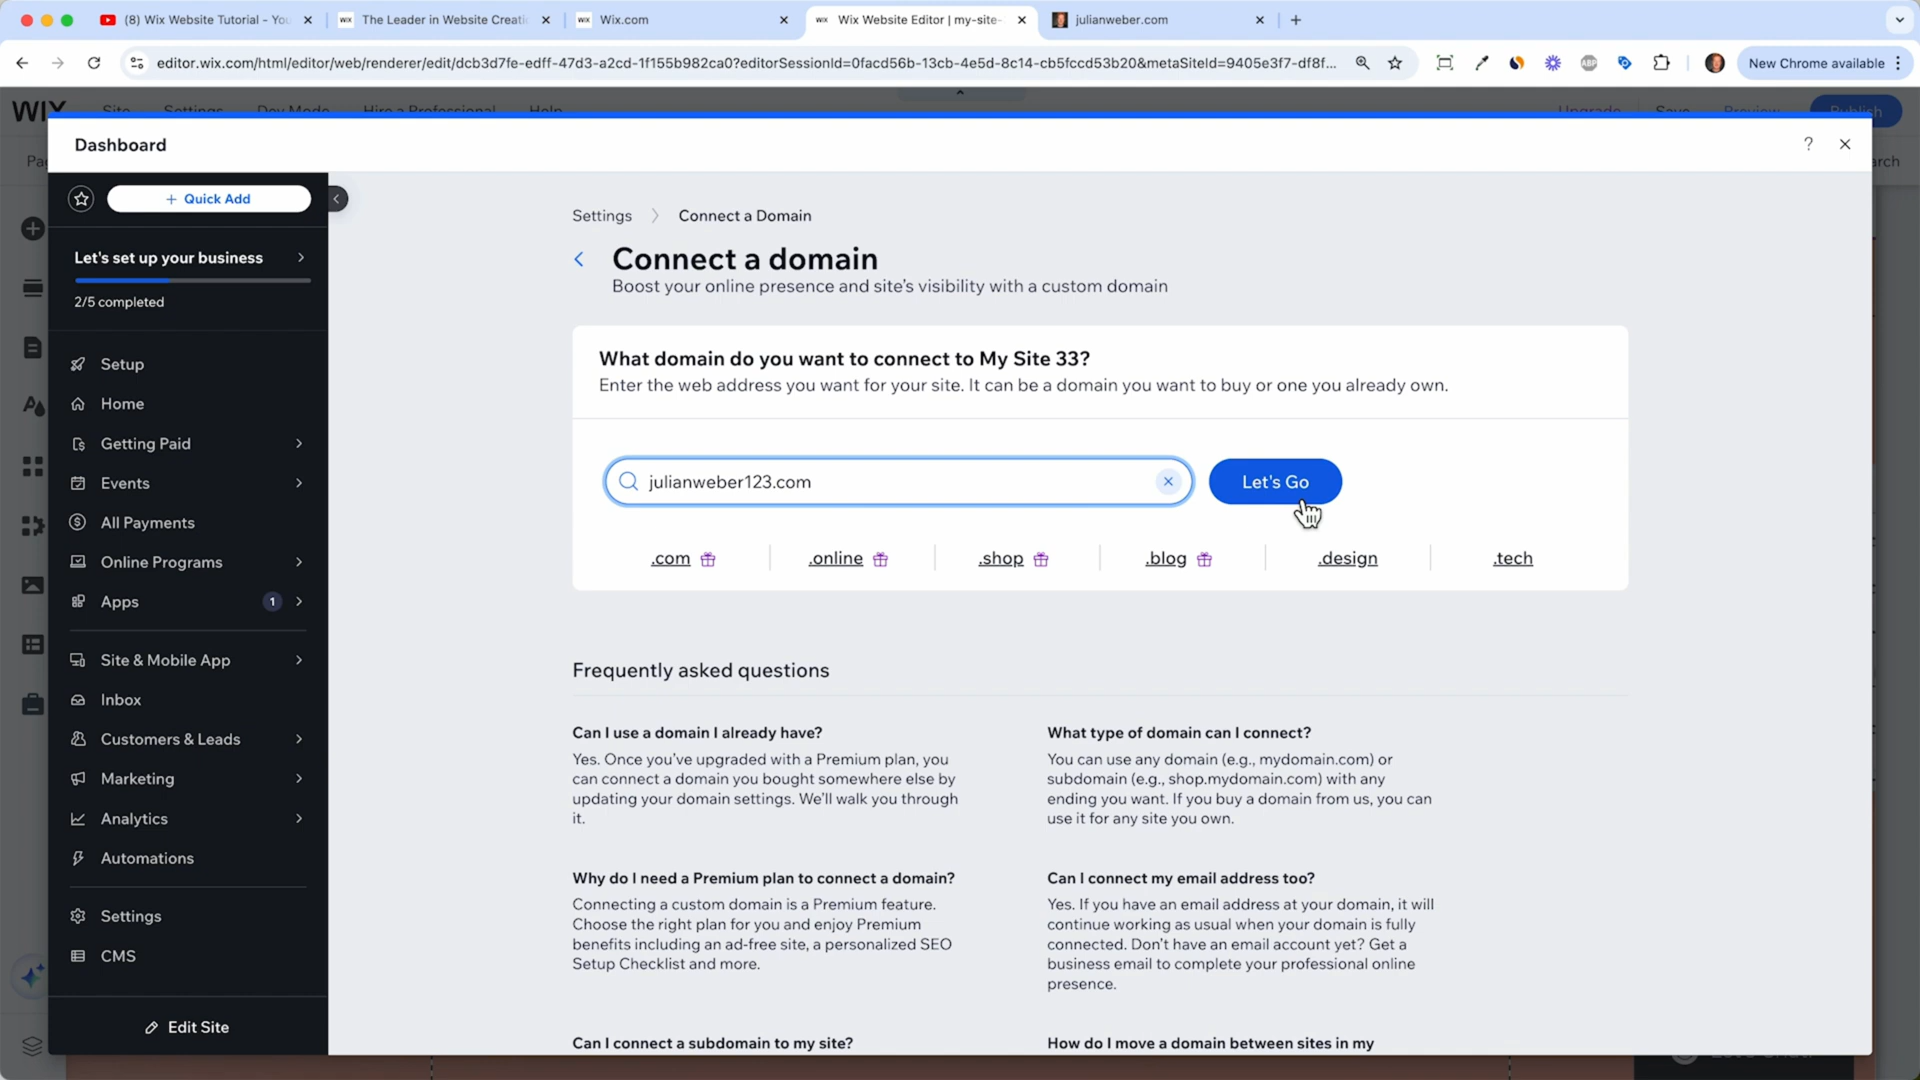 (8) Wix Website Tutorial - You
The Leader in Website Creati
Wix.com
Wix Website Editor | my-site-
julianweber.com
editor.wix.com/html/editor/web/renderer/edit/dcb3d7fe-edff-47d3-a2cd-1f155b982ca0?editorSessionId=0facd56b-13cb-4e5d-8c14-cb5fccd53b20&metaSiteId=9405e3f7-df8f...
ABP
New Chrome available
WIX Site Settings Dev Mode Hire a Professional Help Upgrade Save Preview Publish
Dashboard
?
+ Quick Add
Let's set up your business
2/5 completed
Setup
Home
Getting Paid
Events
All Payments
Online Programs
Apps 1
Site & Mobile App
Inbox
Customers & Leads
Marketing
Analytics
Automations
Settings
CMS
Edit Site
Settings > Connect a Domain
Connect a domain
Boost your online presence and site's visibility with a custom domain
What domain do you want to connect to My Site 33?
Enter the web address you want for your site. It can be a domain you want to buy or one you already own.
julianweber123.com
Let's Go
.com .online .shop .blog .design .tech
Frequently asked questions
Can I use a domain I already have?
Yes. Once you've upgraded with a Premium plan, you
can connect a domain you bought somewhere else by
updating your domain settings. We'll walk you through
it.
What type of domain can I connect?
You can use any domain (e.g., mydomain.com) or
subdomain (e.g., shop.mydomain.com) with any
ending you want. If you buy a domain from us, you can
use it for any site you own.
Why do I need a Premium plan to connect a domain?
Connecting a custom domain is a Premium feature.
Choose the right plan for you and enjoy Premium
benefits including an ad-free site, a personalized SEO
Setup Checklist and more.
Can I connect my email address too?
Yes. If you have an email address at your domain, it will
continue working as usual when your domain is fully
connected. Don't have an email account yet? Get a
business email to complete your professional online
presence.
Can I connect a subdomain to my site?
How do I move a domain between sites in my